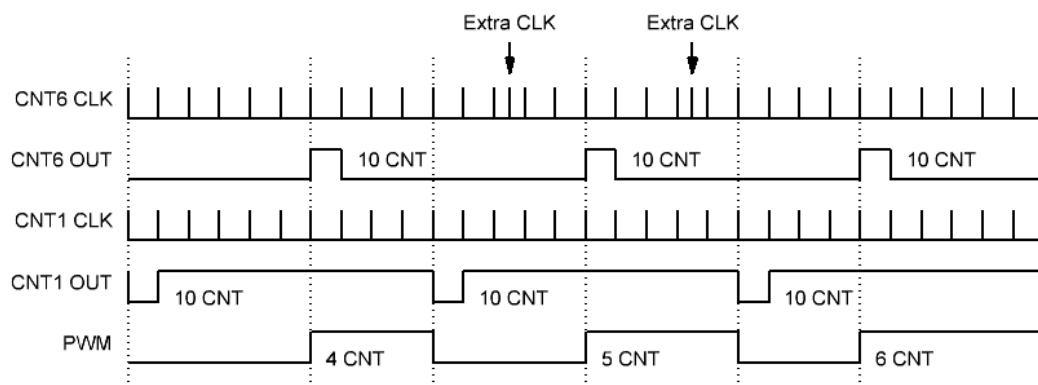 Extra CLK Extra CLK
CNT6 CLK
CNT6 OUT 10 CNT 10 CNT 10 CNT
CNT1 CLK
CNT1 OUT 10 CNT 10 CNT 10 CNT
PWM 4 CNT 5 CNT 6 CNT